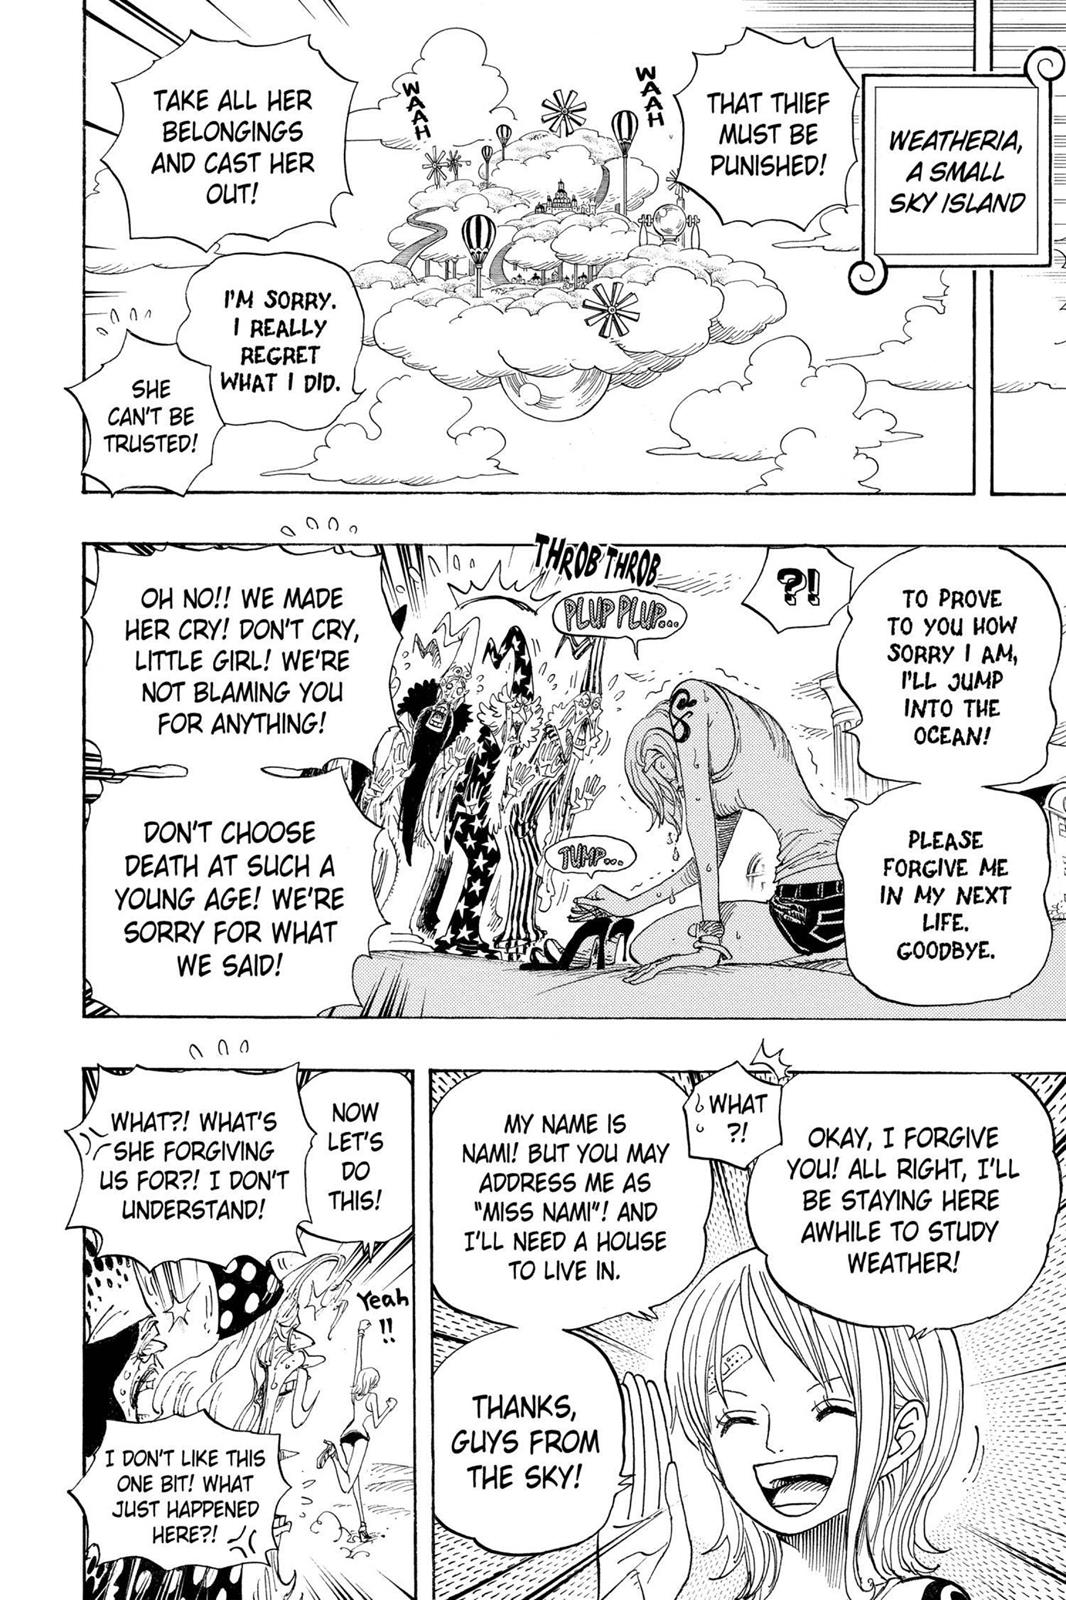 WEATHERIA,
A SMALL
SKY ISLAND
THAT THIEF
MUST BE
PUNISHED!
WAAH
WAAH
TAKE ALL HER
BELONGINGS
AND CAST HER
OUT!
I'M SORRY.
I REALLY
REGRET
WHAT I DID.
SHE
CAN'T BE
TRUSTED!
TO PROVE
TO YOU HOW
SORRY I AM,
I'LL JUMP
INTO THE
OCEAN!
PLEASE
FORGIVE ME
IN MY NEXT
LIFE.
GOODBYE.
?!
THROB THROB
PLUP PLUP...
TUMP...
OH NO!! WE MADE
HER CRY! DON'T CRY,
LITTLE GIRL! WE'RE
NOT BLAMING YOU
FOR ANYTHING!
DON'T CHOOSE
DEATH AT SUCH A
YOUNG AGE! WE'RE
SORRY FOR WHAT
WE SAID!
OKAY, I FORGIVE
YOU! ALL RIGHT, I'LL
BE STAYING HERE
AWHILE TO STUDY
WEATHER!
WHAT
?!
MY NAME IS
NAMI! BUT YOU MAY
ADDRESS ME AS
"MISS NAMI"! AND
I'LL NEED A HOUSE
TO LIVE IN.
THANKS,
GUYS FROM
THE SKY!
NOW
LET'S
DO
THIS!
Yeah
!!
WHAT?! WHAT'S
SHE FORGIVING
US FOR?! I DON'T
UNDERSTAND!
I DON'T LIKE THIS
ONE BIT! WHAT
JUST HAPPENED
HERE?!